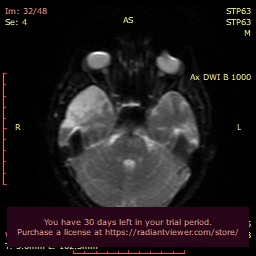 Im: 32/48
Se: 4
AS
STP63
STP63
M
Ax DWI B 1000
R
L
You have 30 days left in your trial period.
Purchase a license at https://radiantviewer.com/store/